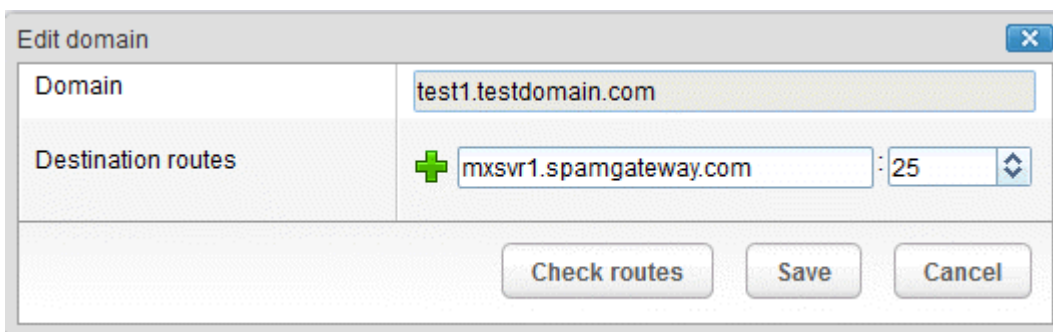 Edit domain
Domain test1.testdomain.com
Destination routes mxsvr1.spamgateway.com : 25
Check routes Save Cancel